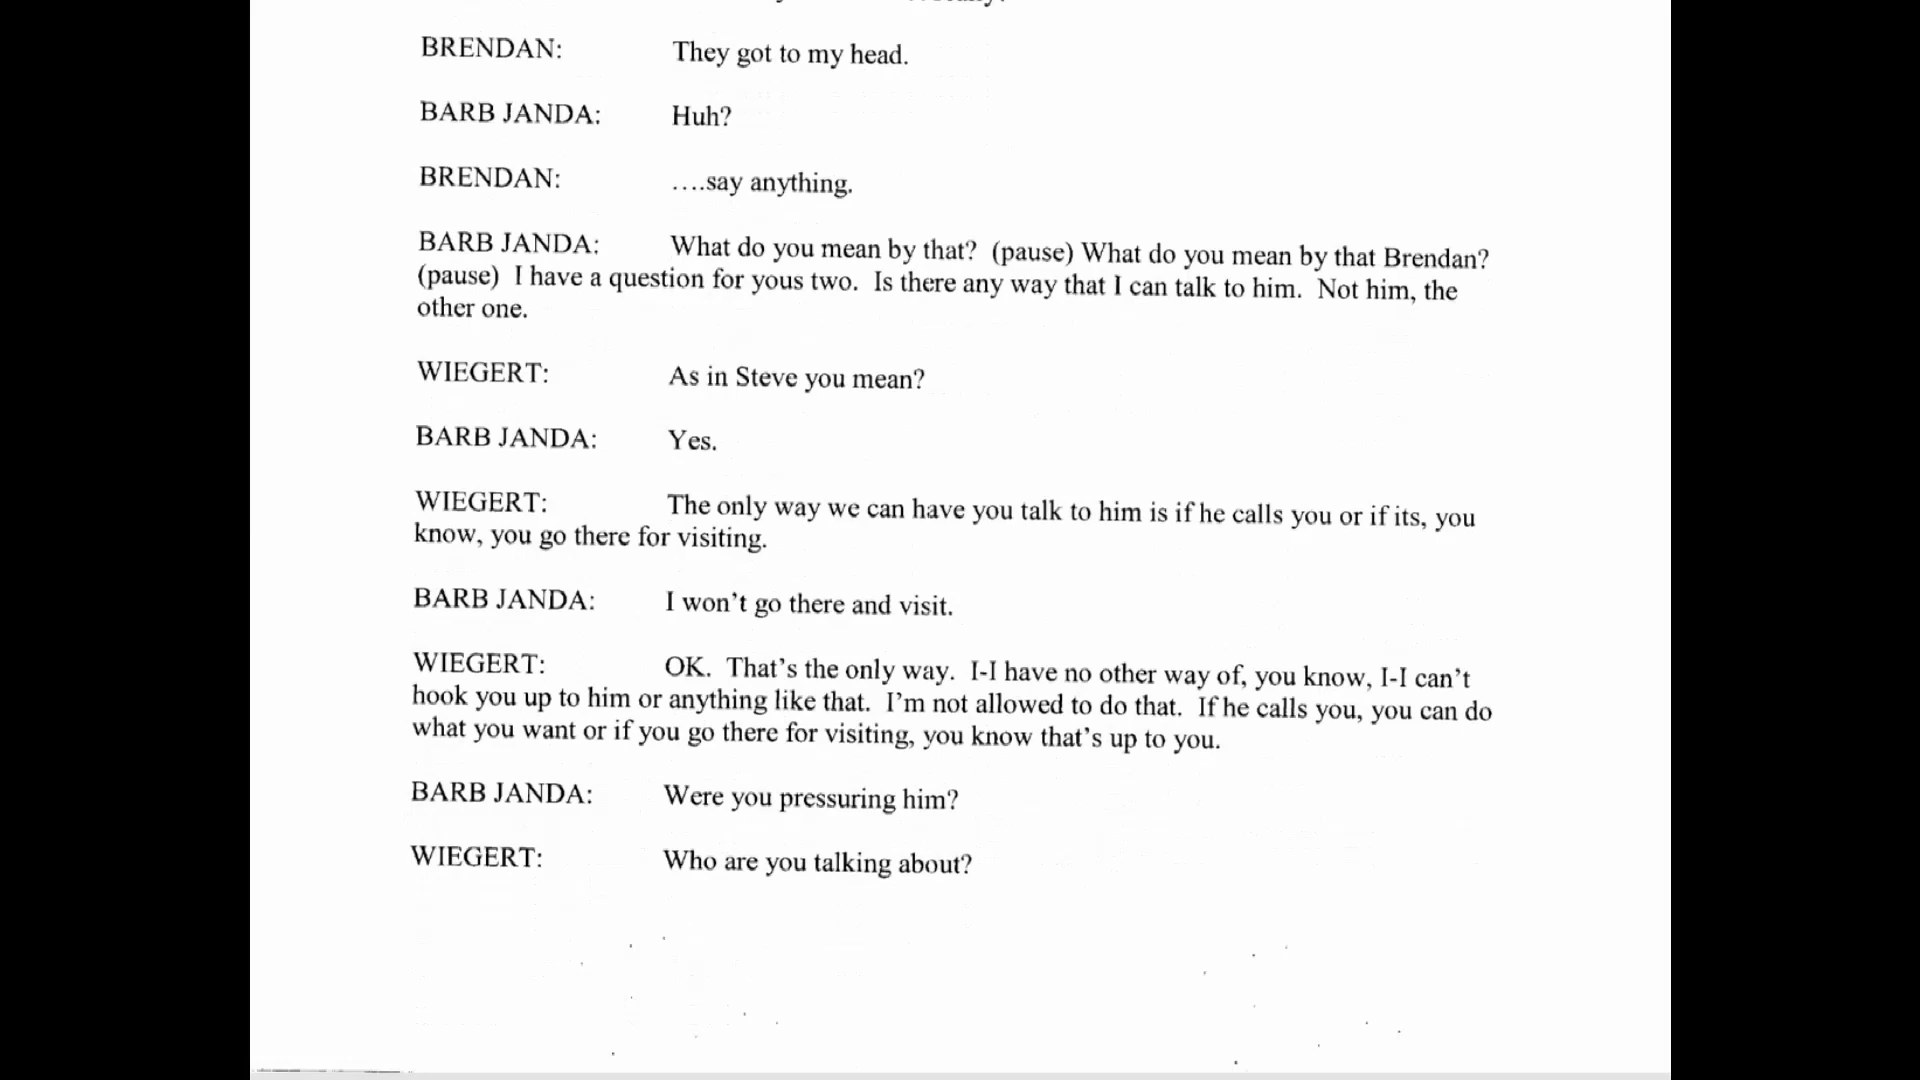 BRENDAN: They got to my head.
BARB JANDA: Huh?
BRENDAN: ….say anything.
BARB JANDA: What do you mean by that? (pause) What do you mean by that Brendan?
(pause) I have a question for yous two. Is there any way that I can talk to him. Not him, the
other one.
WIEGERT: As in Steve you mean?
BARB JANDA: Yes.
WIEGERT: The only way we can have you talk to him is if he calls you or if its, you
know, you go there for visiting.
BARB JANDA: I won't go there and visit.
WIEGERT: OK. That's the only way. I-I have no other way of, you know, I-I can't
hook you up to him or anything like that. I'm not allowed to do that. If he calls you, you can do
what you want or if you go there for visiting, you know that's up to you.
BARB JANDA: Were you pressuring him?
WIEGERT: Who are you talking about?